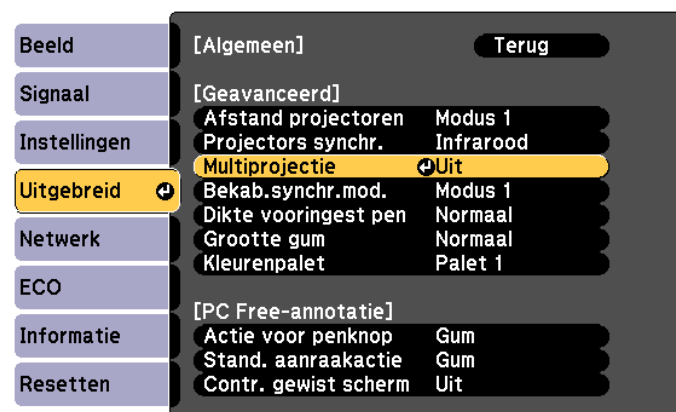 Beeld
Signaal
Instellingen
Uitgebreid
Netwerk
ECO
Informatie
Resetten
[Algemeen] Terug
[Geavanceerd]
Afstand projectoren Modus 1
Projectors synchr. Infrarood
Multiprojectie Uit
Bekab.synchr.mod. Modus 1
Dikte vooringest pen Normaal
Grootte gum Normaal
Kleurenpalet Palet 1
[PC Free-annotatie]
Actie voor penknop Gum
Stand. aanraakactie Gum
Contr. gewist scherm Uit